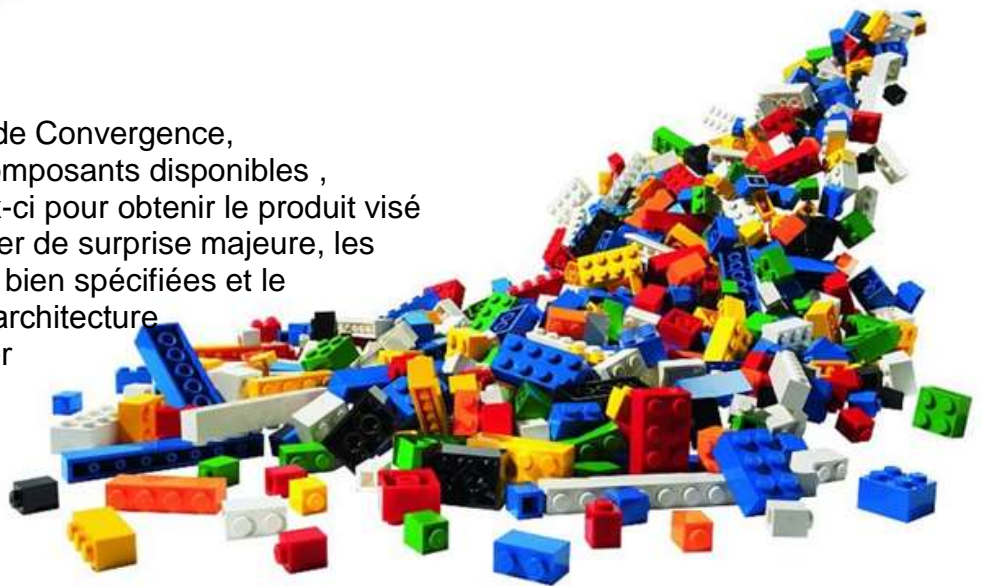 de Convergence,
mposants disponibles ,
-ci pour obtenir le produit visé
er de surprise majeure, les
bien spécifiées et le
architecture
r